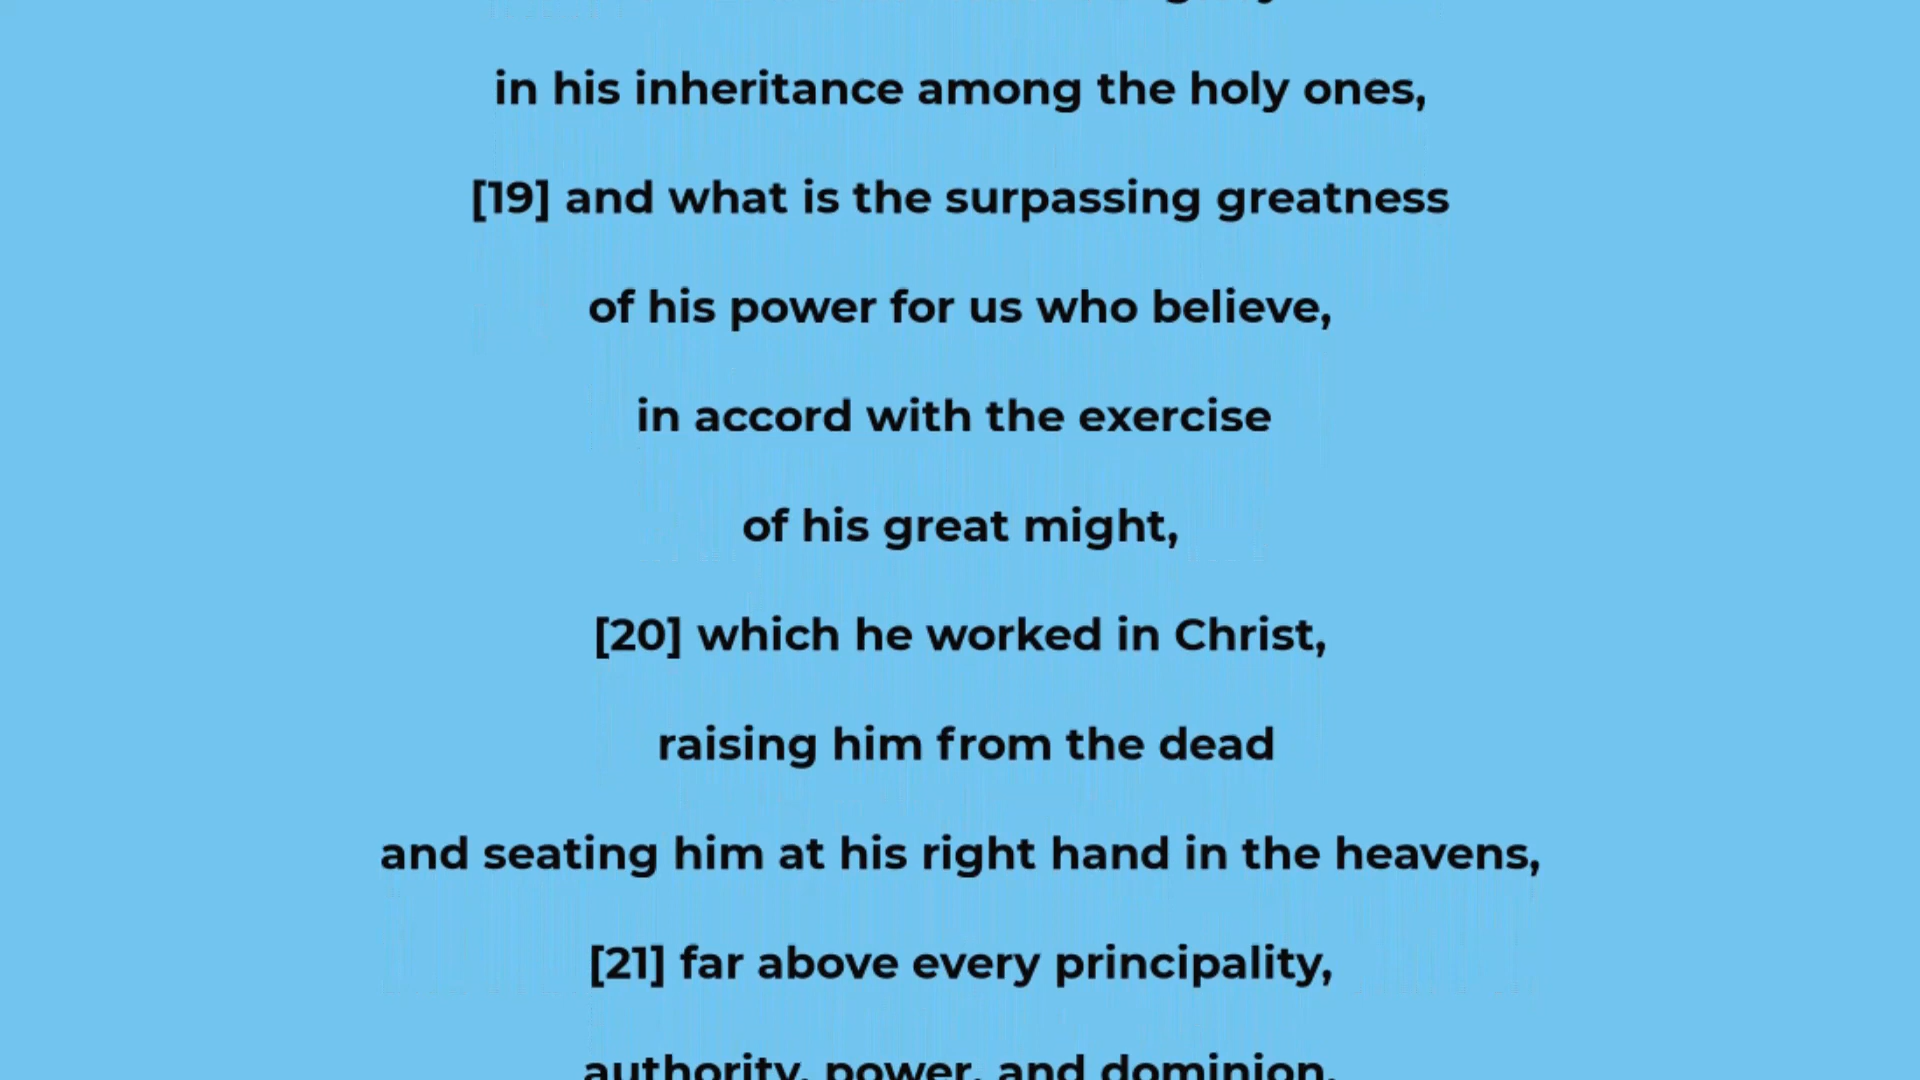 in his inheritance among the holy ones,
[19] and what is the surpassing greatness
of his power for us who believe,
in accord with the exercise
of his great might,
[20] which he worked in Christ,
raising him from the dead
and seating him at his right hand in the heavens,
[21] far above every principality,
authority, power, and dominion,